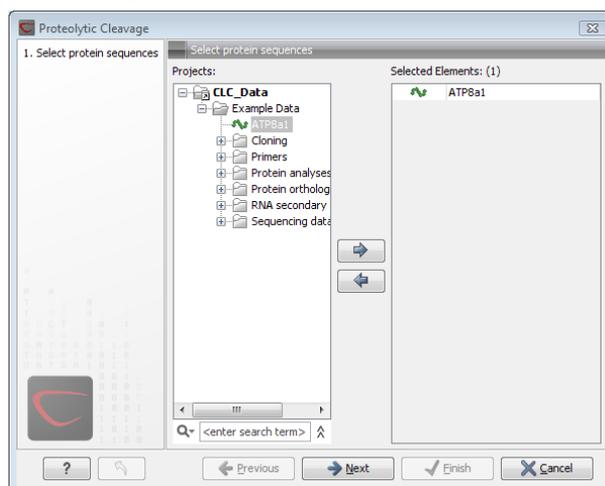 Proteolytic Cleavage
1. Select protein sequences
Select protein sequences
Projects:
CLC_Data
Example Data
ATP8a1
Cloning
Primers
Protein analyses
Protein ortholog
RNA secondary
Sequencing data
<enter search term>
Selected Elements: (1)
ATP8a1
?
Previous
Next
Finish
Cancel